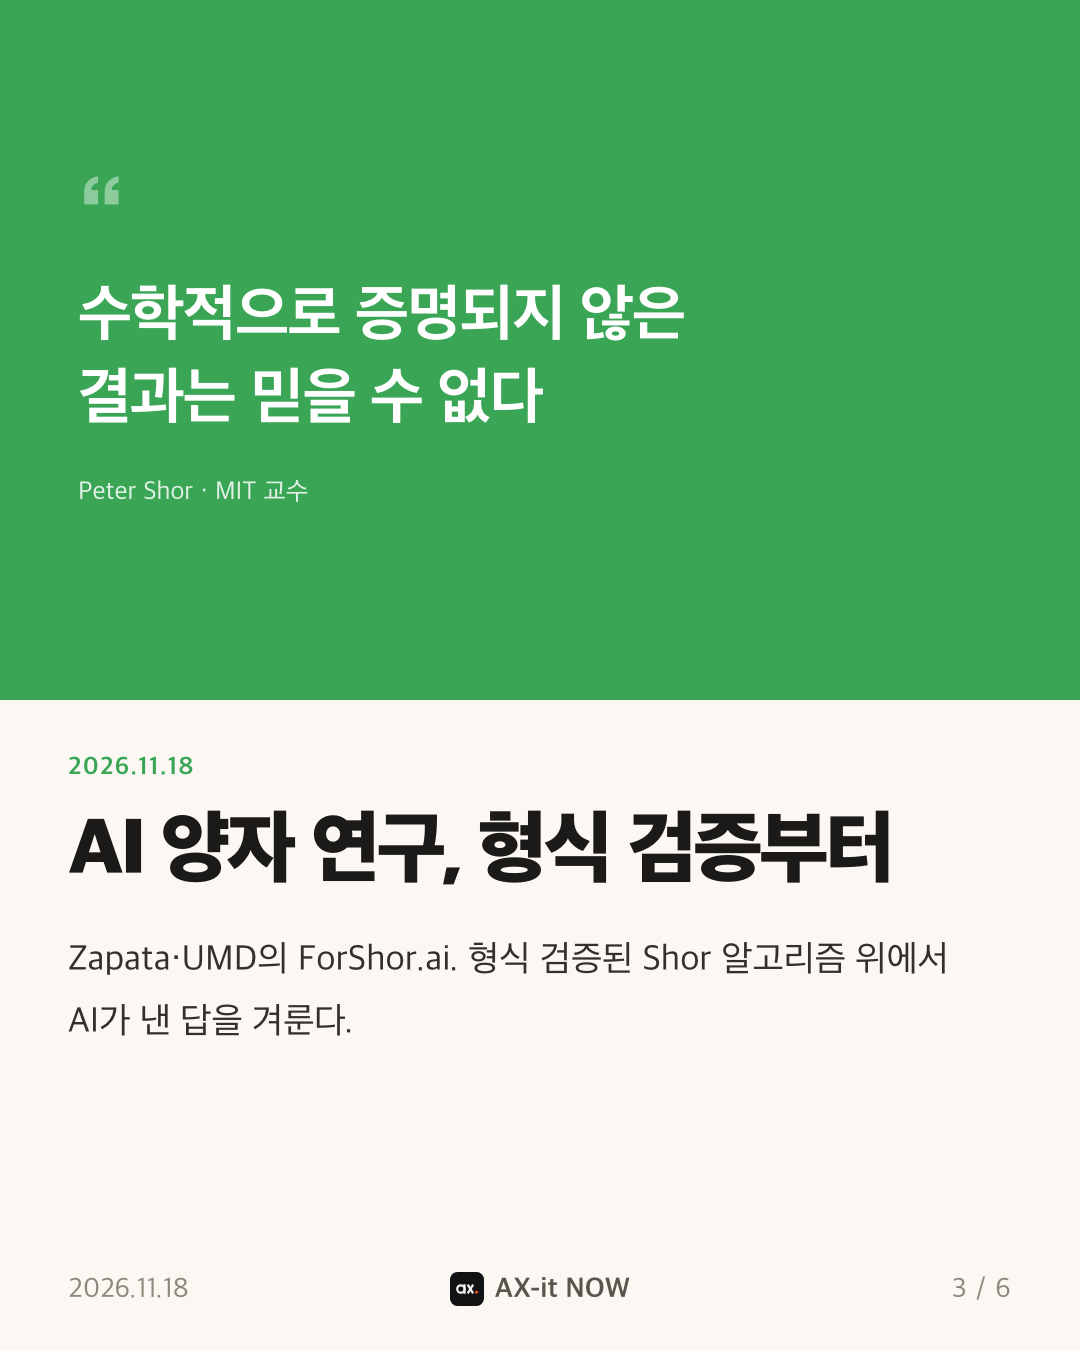 “
수학적으로 증명되지 않은
결과는 믿을 수 없다
Peter Shor · MIT 교수
2026.11.18
AI 양자 연구, 형식 검증부터
Zapata·UMD의 ForShor.ai. 형식 검증된 Shor 알고리즘 위에서
AI가 낸 답을 겨룬다.
2026.11.18
ax.
AX-it NOW
3 / 6